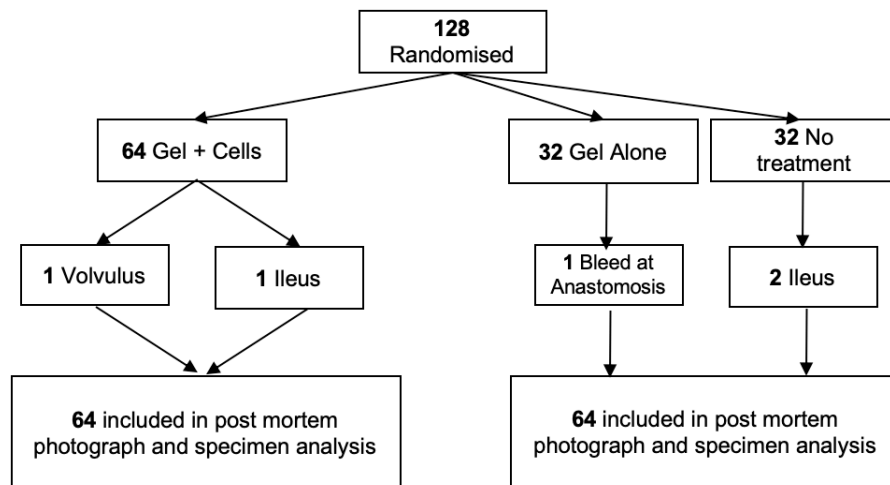 128
Randomised
64 Gel + Cells
32 Gel Alone
32 No
treatment
1 Volvulus
1 Ileus
1 Bleed at
Anastomosis
2 Ileus
64 included in post mortem
photograph and specimen analysis
64 included in post mortem
photograph and specimen analysis